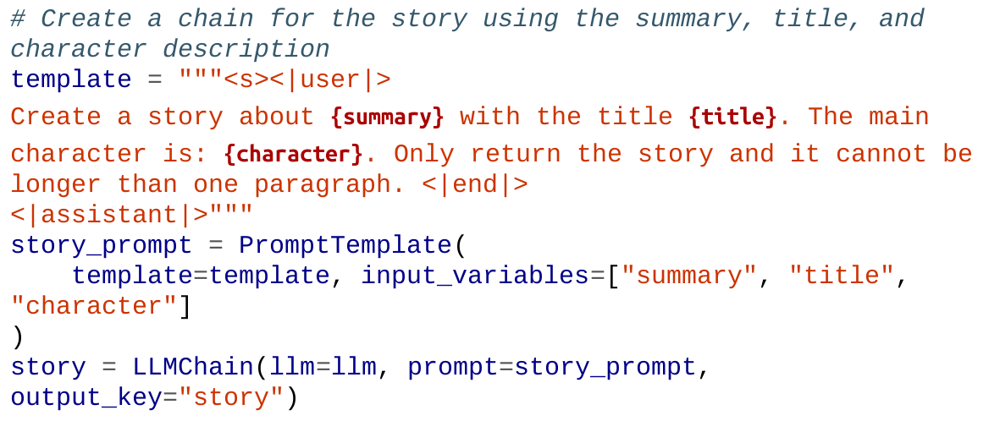 # Create a chain for the story using the summary, title, and
character description
template = """<s><|user|>
Create a story about {summary} with the title {title}. The main
character is: {character}. Only return the story and it cannot be
longer than one paragraph. <|end|>
<|assistant|>"""
story_prompt = PromptTemplate(
    template=template, input_variables=["summary", "title",
"character"]
)
story = LLMChain(llm=llm, prompt=story_prompt,
output_key="story")